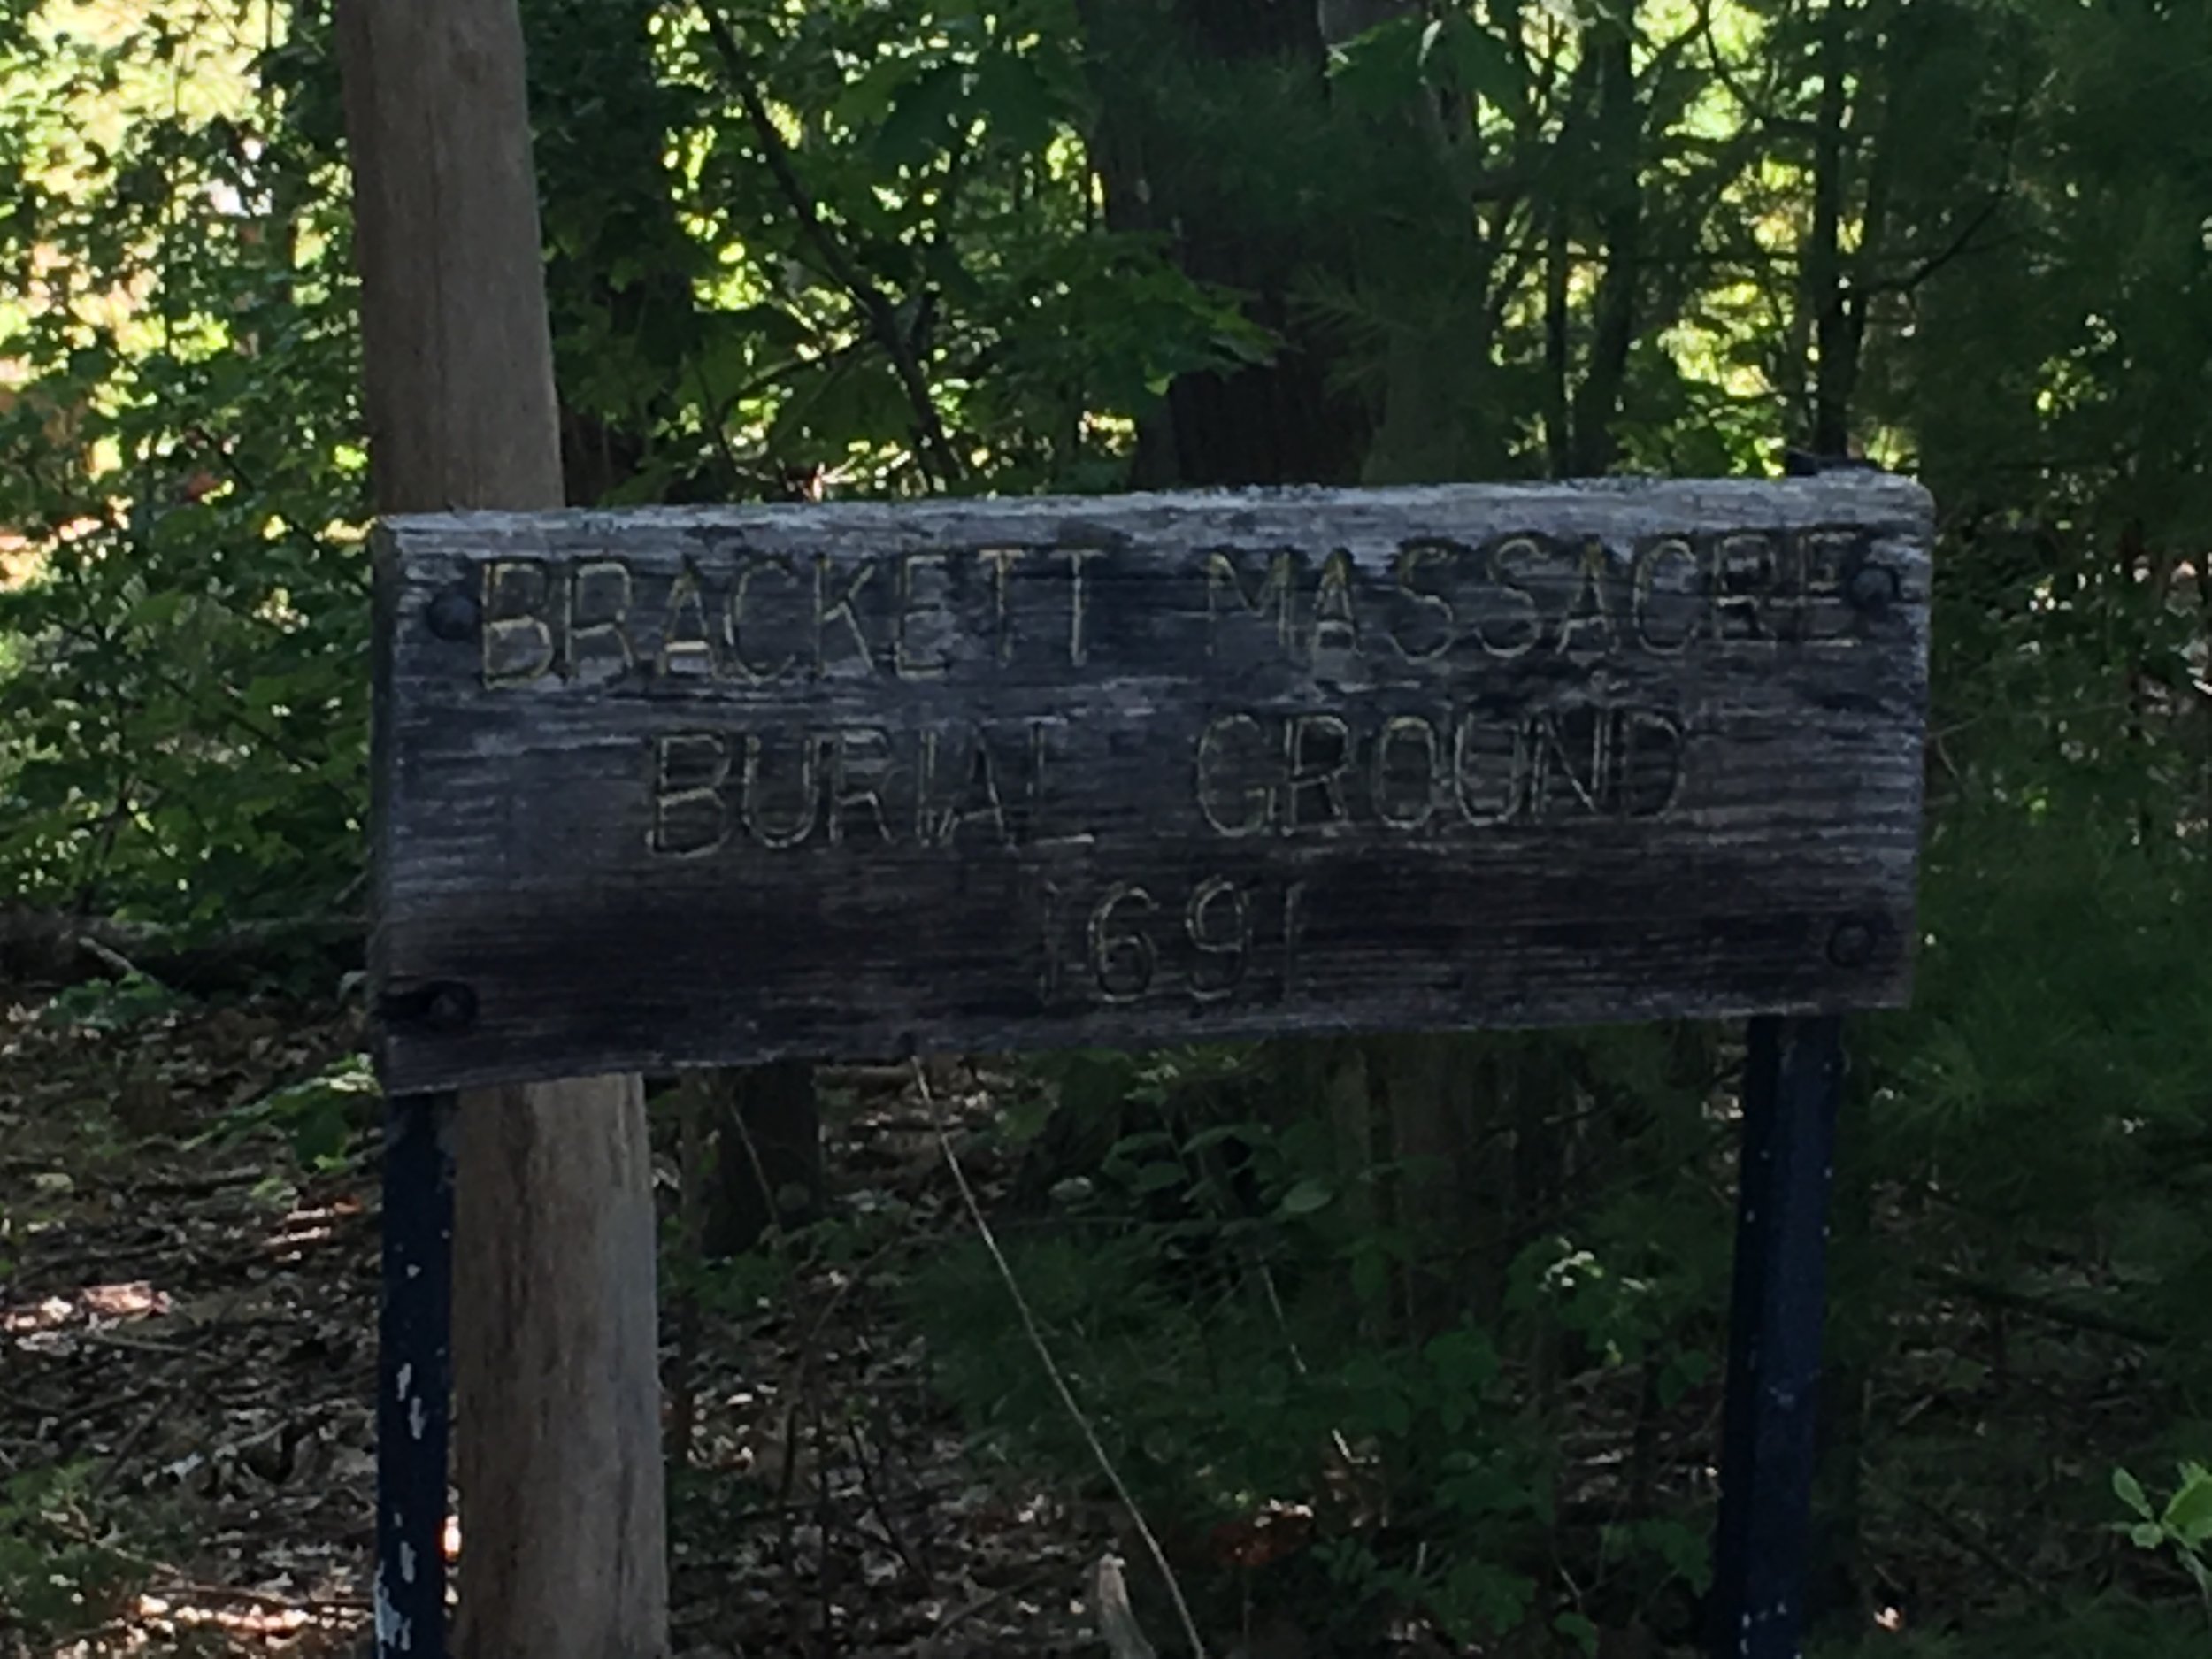 BRACKETT MASSACRE
BURIAL GROUND
1691